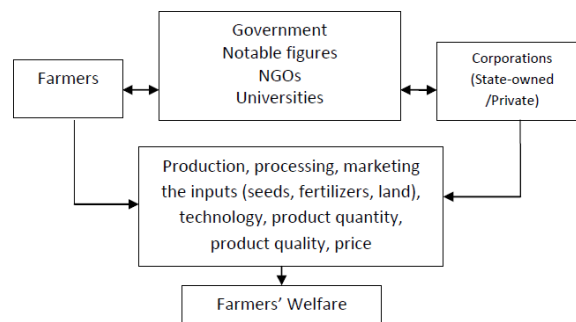 Government
Notable figures
NGOs
Universities
Farmers
Corporations
(State-owned
/Private)
Production, processing, marketing
the inputs (seeds, fertilizers, land),
technology, product quantity,
product quality, price
Farmers’ Welfare